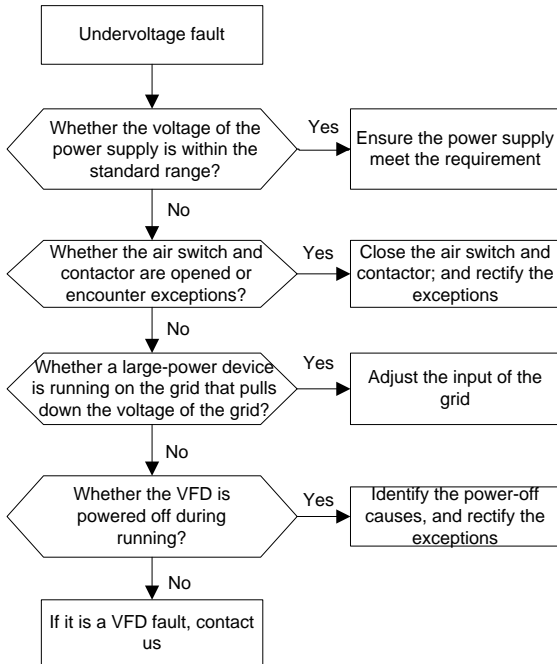 Undervoltage fault
Whether the voltage of the
power supply is within the
standard range?
Yes
Ensure the power supply
meet the requirement
No
Whether the air switch and
contactor are opened or
encounter exceptions?
Yes
Close the air switch and
contactor; and rectify the
exceptions
No
Whether a large-power device
is running on the grid that pulls
down the voltage of the grid?
Yes
Adjust the input of the
grid
No
Whether the VFD is
powered off during
running?
Yes
Identify the power-off
causes, and rectify the
exceptions
No
If it is a VFD fault, contact
us